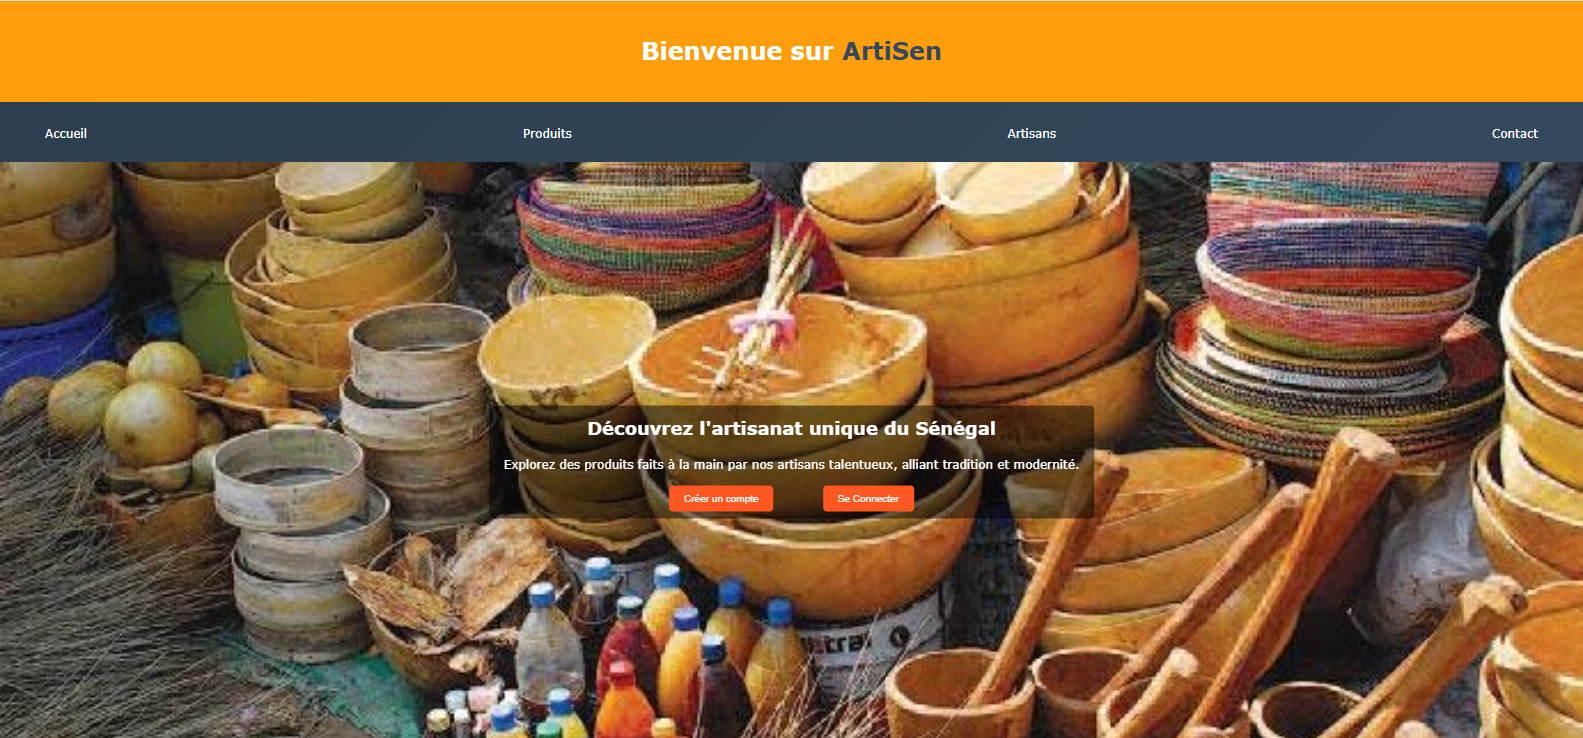 Bienvenue sur ArtiSen
Accueil Produits Artisans Contact
Découvrez l'artisanat unique du Sénégal
Explorez des produits faits à la main par nos artisans talentueux, alliant tradition et modernité.
Créer un compte Se Connecter